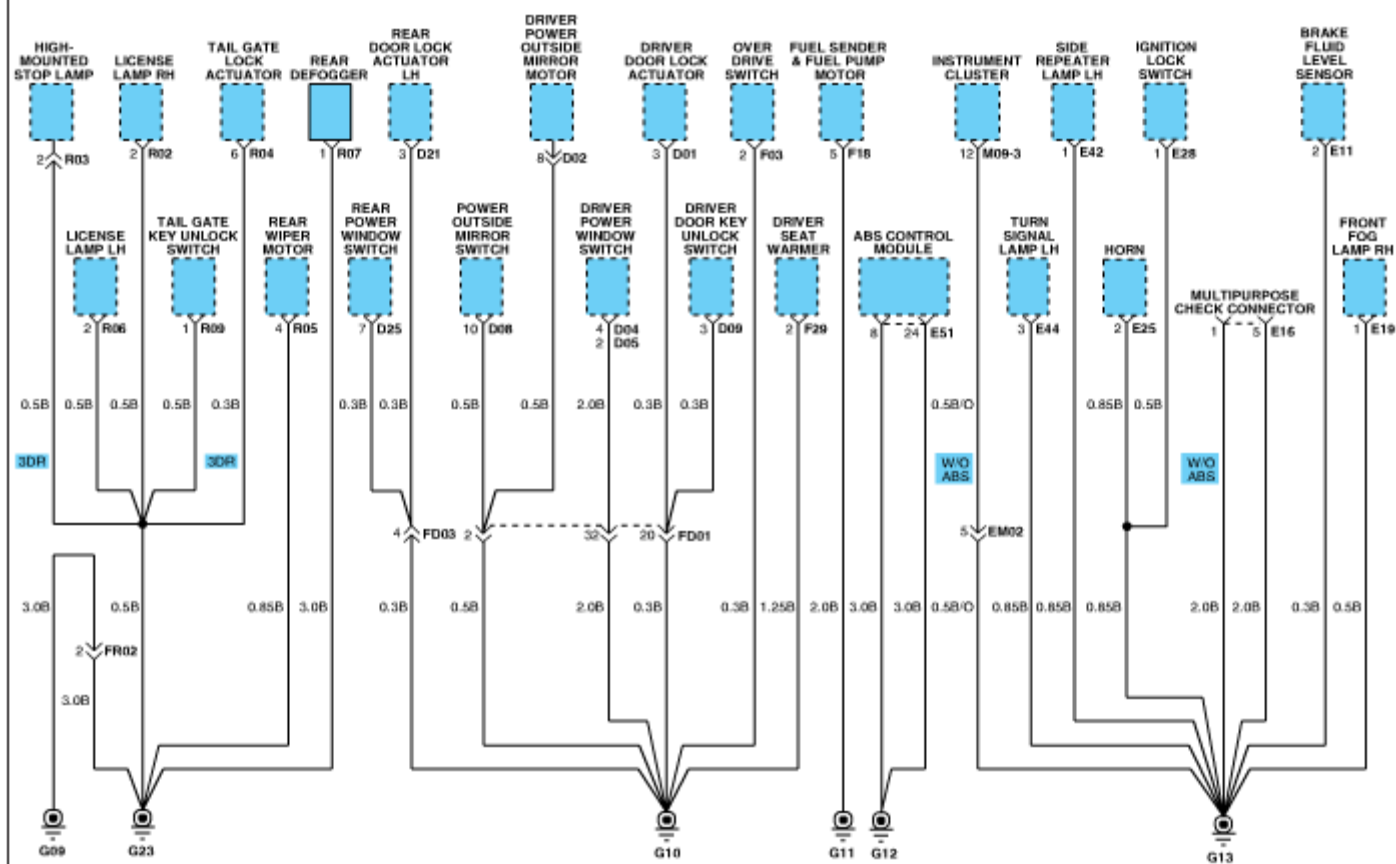 HIGH-
MOUNTED
STOP LAMP
LICENSE
LAMP RH
TAIL GATE
LOCK
ACTUATOR
REAR
DEFOGGER
REAR
DOOR LOCK
ACTUATOR
LH
DRIVER
POWER
OUTSIDE
MIRROR
MOTOR
DRIVER
DOOR LOCK
ACTUATOR
OVER
DRIVE
SWITCH
FUEL SENDER
& FUEL PUMP
MOTOR
INSTRUMENT
CLUSTER
SIDE
REPEATER
LAMP LH
IGNITION
LOCK
SWITCH
BRAKE
FLUID
LEVEL
SENSOR
2 R03
2 R02
6 R04
1 R07
3 D21
8 D02
3 D01
2 F03
5 F18
12 M09-3
1 E42
1 E28
2 E11
LICENSE
LAMP LH
TAIL GATE
KEY UNLOCK
SWITCH
REAR
WIPER
MOTOR
REAR
POWER
WINDOW
SWITCH
POWER
OUTSIDE
MIRROR
SWITCH
DRIVER
POWER
WINDOW
SWITCH
DRIVER
DOOR KEY
UNLOCK
SWITCH
DRIVER
SEAT
WARMER
ABS CONTROL
MODULE
TURN
SIGNAL
LAMP LH
HORN
MULTIPURPOSE
CHECK CONNECTOR
FRONT
FOG
LAMP RH
2 R06
1 R09
4 R05
7 D25
10 D08
4 D04
2 D05
3 D09
2 F29
8 24 E51
3 E44
2 E25
1 5 E16
1 E19
0.5B 0.5B 0.5B 0.5B 0.3B 0.3B 0.3B 0.5B 0.5B 2.0B 0.3B 0.3B 0.5B/O 0.85B 0.5B
3DR
3DR
W/O
ABS
W/O
ABS
4 FD03
2 32 20 FD01
5 EM02
3.0B 0.5B 0.85B 3.0B 0.3B 0.5B 2.0B 0.3B 0.3B 1.25B 2.0B 3.0B 3.0B 0.5B/O 0.85B 0.85B 0.85B 2.0B 2.0B 0.3B 0.5B
2 FR02
3.0B
G09
G23
G10
G11
G12
G13